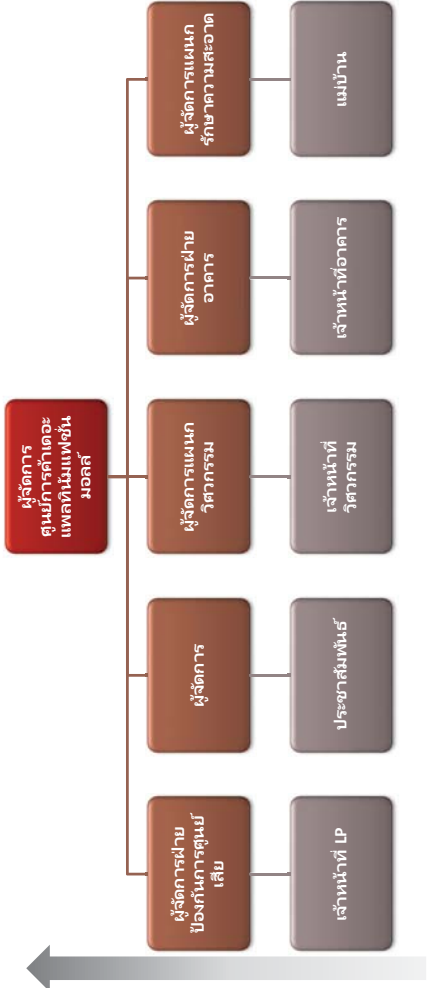 ผู้จัดการ
ศูนย์การค้าเดอะ
แพลทินัมแฟชั่น
มอลล์
ผู้จัดการฝ่าย
ป้องกันการศูนย์
เสีย
ผู้จัดการ
ผู้จัดการแผนก
วิศวกรรม
ผู้จัดการฝ่าย
อาคาร
ผู้จัดการแผนก
รักษาความสะอาด
เจ้าหน้าที่ LP
ประชาสัมพันธ์
เจ้าหน้าที่
วิศวกรรม
เจ้าหน้าที่อาคาร
แม่บ้าน